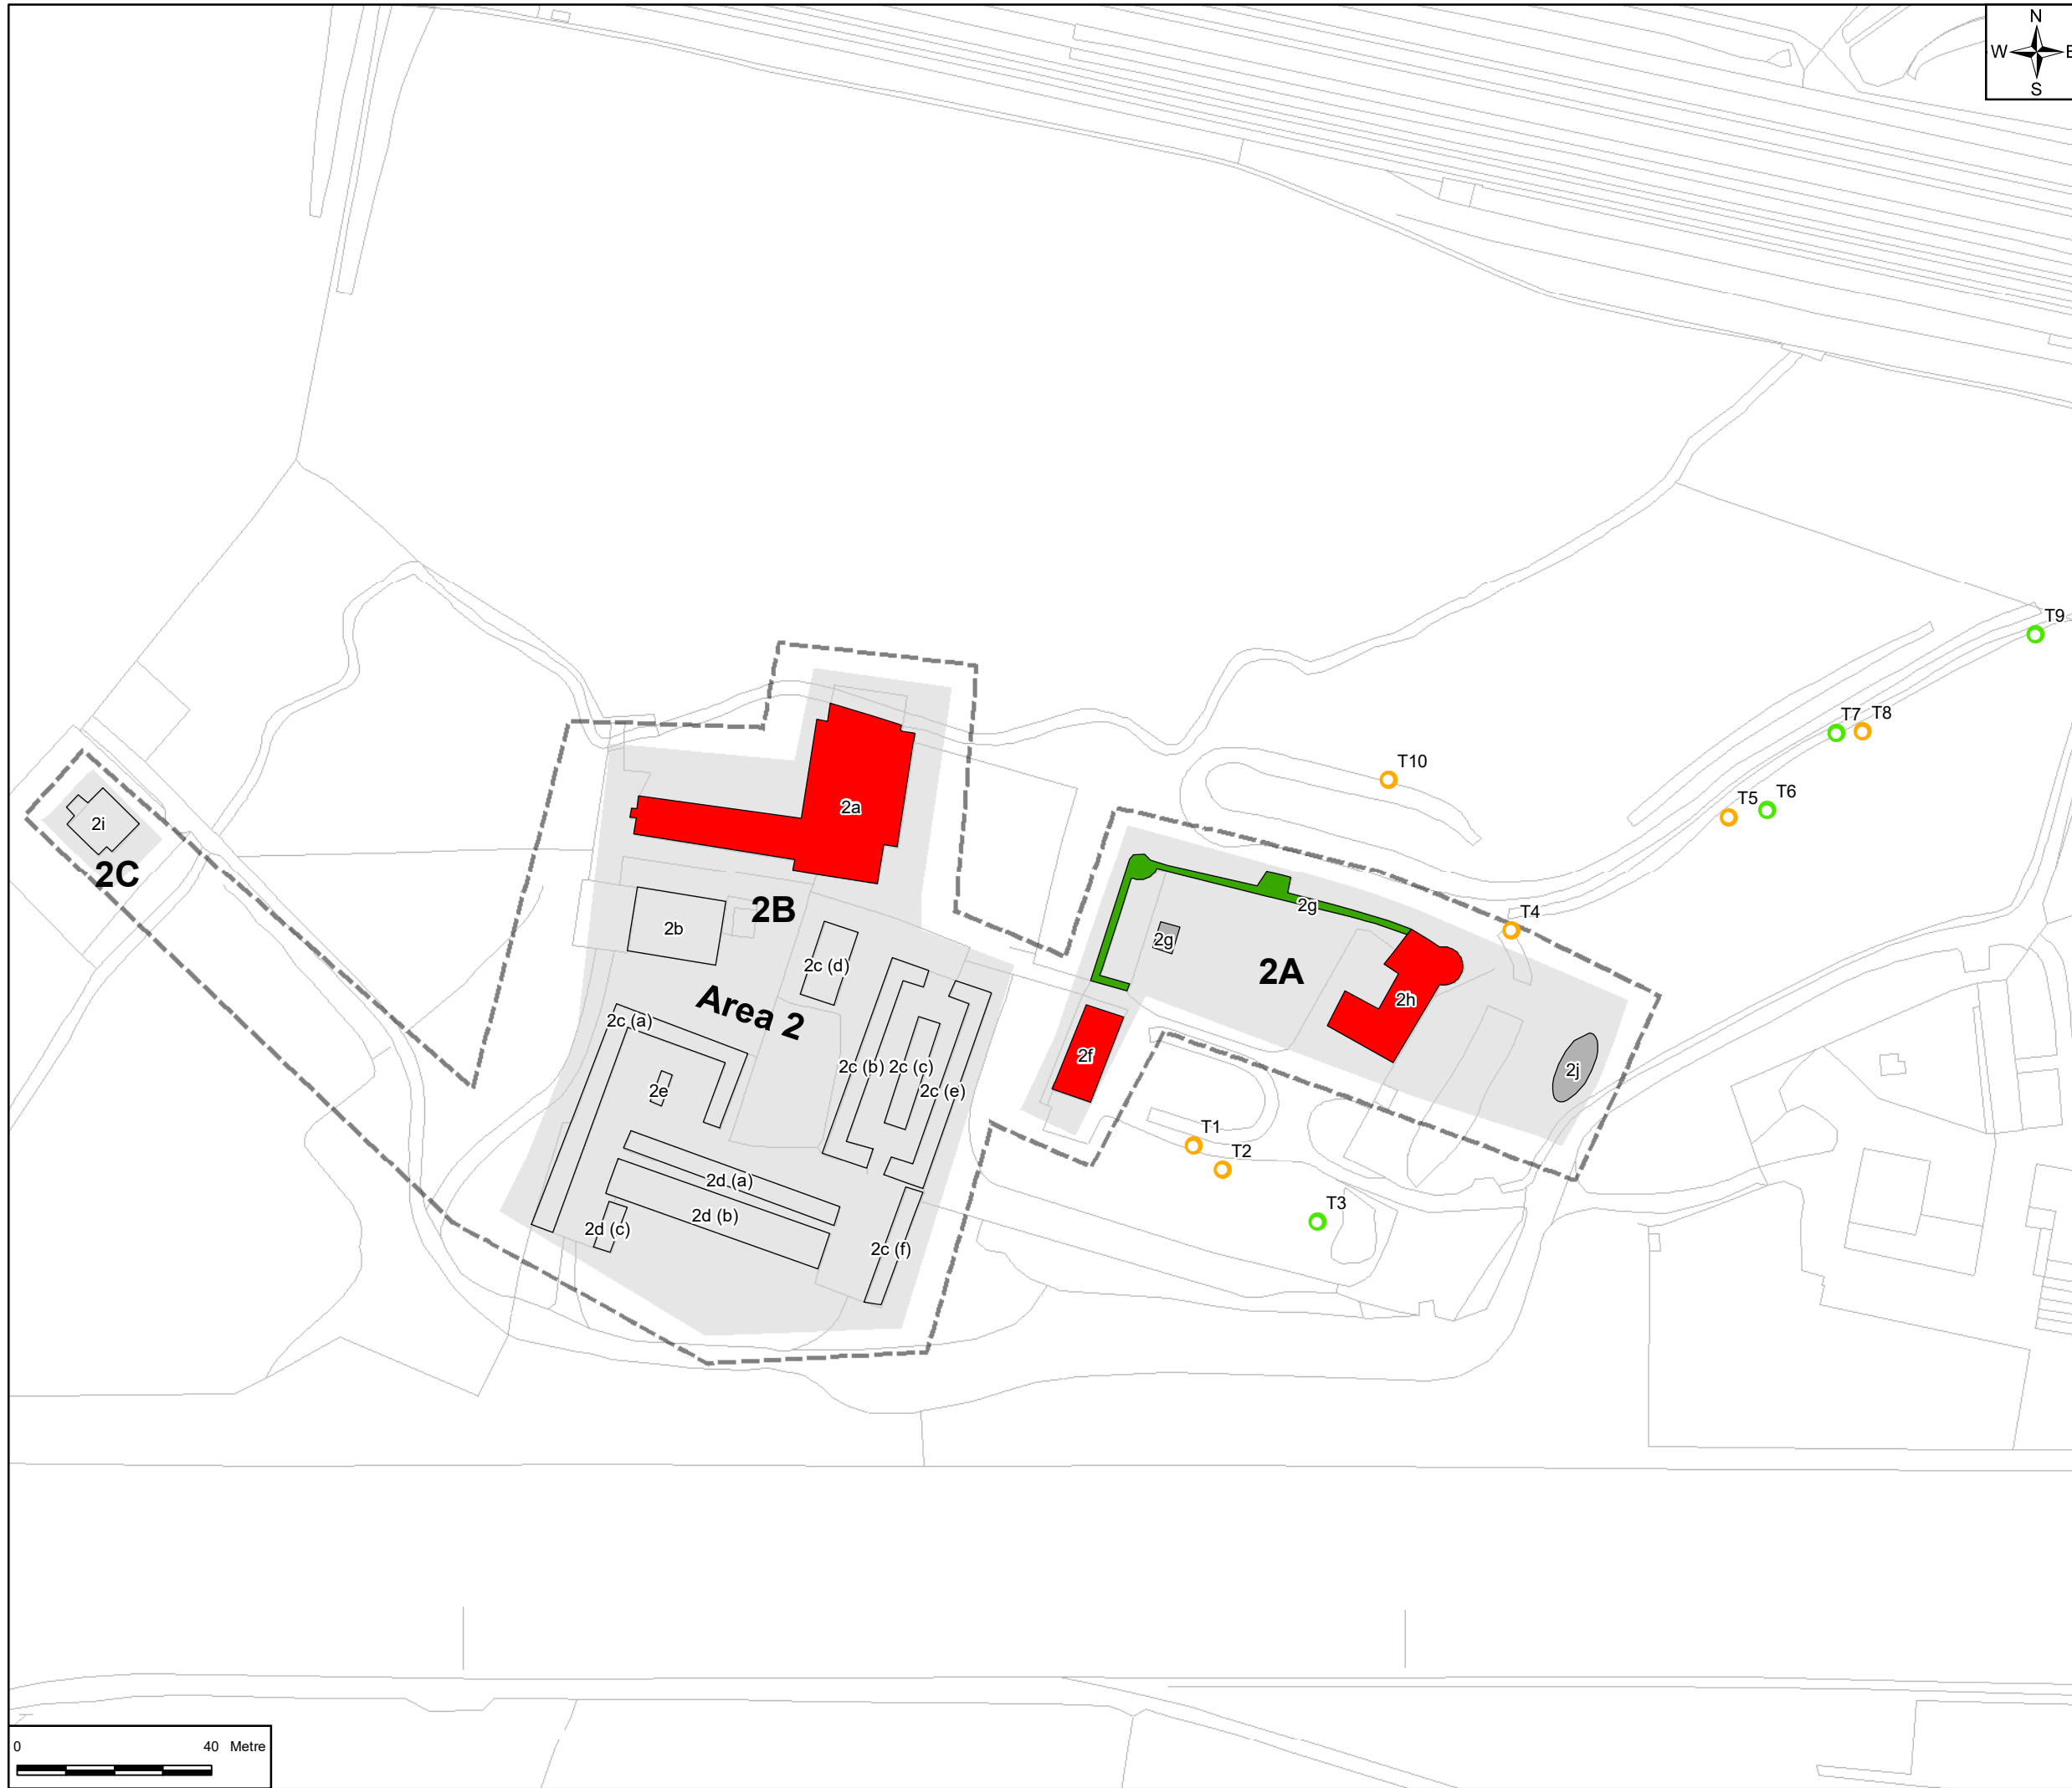 N
W E
S
T9
T7
T8
T10
T5
T6
2a
2i
2C
2B
2g
T4
2b
2g
2c (d)
2A
2h
Area 2
2c (a)
2f
2c (b)
2c (c)
2j
2e
2c (e)
T1
T2
2d (a)
T3
2d (b)
2d (c)
2c (f)
0 40 Metre